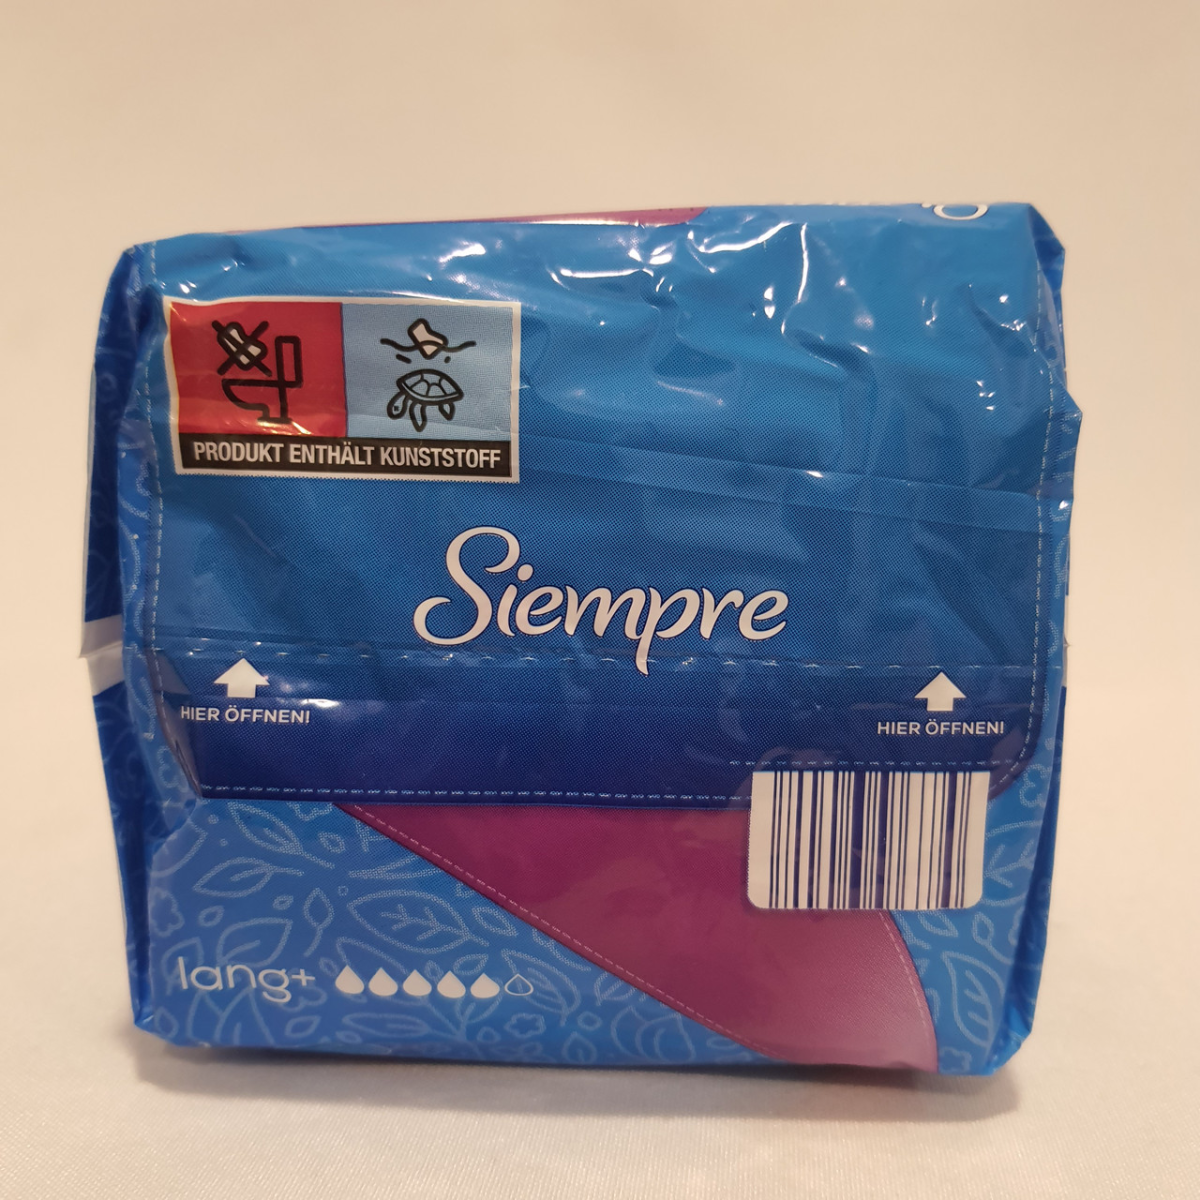 PRODUKT ENTHÄLT KUNSTSTOFF
Siempre
HIER ÖFFNEN!
HIER ÖFFNEN!
lang+